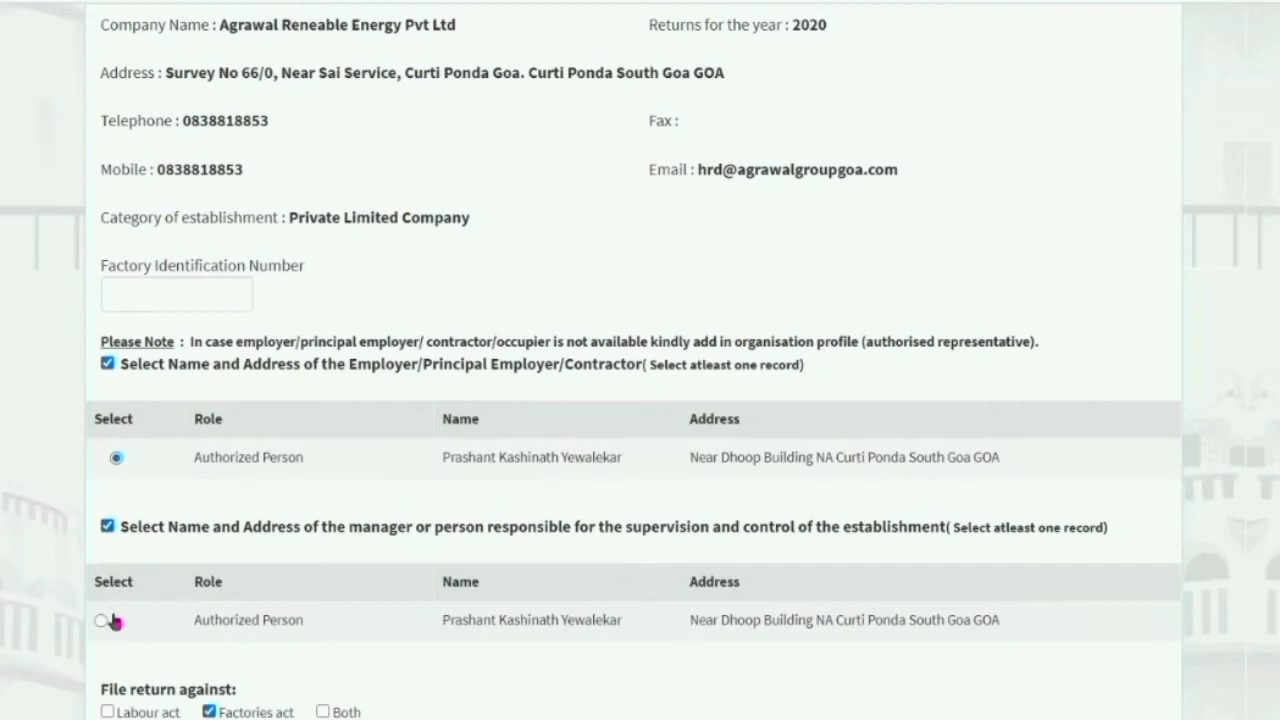 Company Name : Agrawal Reneable Energy Pvt Ltd Returns for the year : 2020
Address : Survey No 66/0, Near Sai Service, Curti Ponda Goa. Curti Ponda South Goa GOA
Telephone : 0838818853 Fax :
Mobile : 0838818853 Email : hrd@agrawalgroupgoa.com
Category of establishment : Private Limited Company
Factory Identification Number
Please Note : In case employer/principal employer/ contractor/occupier is not available kindly add in organisation profile (authorised representative).
Select Name and Address of the Employer/Principal Employer/Contractor( Select atleast one record)
Select Role Name Address
Authorized Person Prashant Kashinath Yewalekar Near Dhoop Building NA Curti Ponda South Goa GOA
Select Name and Address of the manager or person responsible for the supervision and control of the establishment( Select atleast one record)
Select Role Name Address
Authorized Person Prashant Kashinath Yewalekar Near Dhoop Building NA Curti Ponda South Goa GOA
File return against:
Labour act Factories act Both